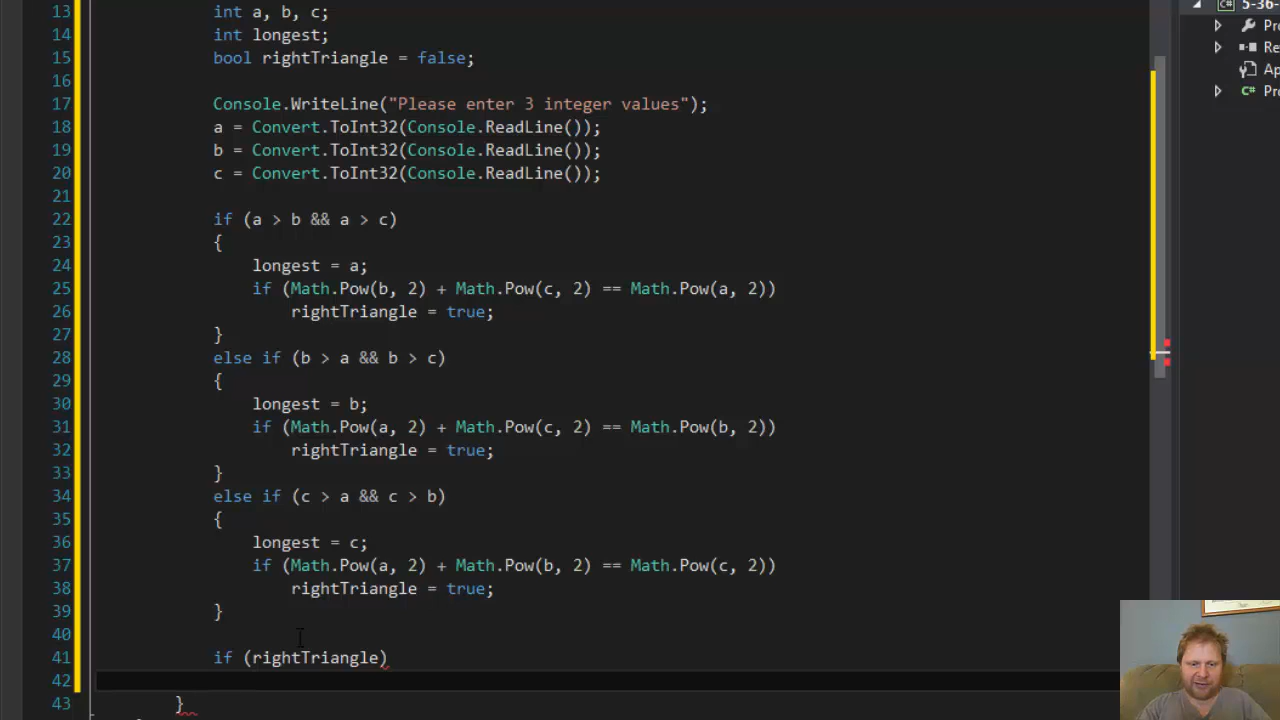 13 int a, b, c;
14 int longest;
15 bool rightTriangle = false;
16
17 Console.WriteLine("Please enter 3 integer values");
18 a = Convert.ToInt32(Console.ReadLine());
19 b = Convert.ToInt32(Console.ReadLine());
20 c = Convert.ToInt32(Console.ReadLine());
21
22 if (a > b && a > c)
23 {
24 longest = a;
25 if (Math.Pow(b, 2) + Math.Pow(c, 2) == Math.Pow(a, 2))
26 rightTriangle = true;
27 }
28 else if (b > a && b > c)
29 {
30 longest = b;
31 if (Math.Pow(a, 2) + Math.Pow(c, 2) == Math.Pow(b, 2))
32 rightTriangle = true;
33 }
34 else if (c > a && c > b)
35 {
36 longest = c;
37 if (Math.Pow(a, 2) + Math.Pow(b, 2) == Math.Pow(c, 2))
38 rightTriangle = true;
39 }
40
41 if (rightTriangle)
42
43 }
C# 5-36-
Pro
Re
Ap
C# Pr